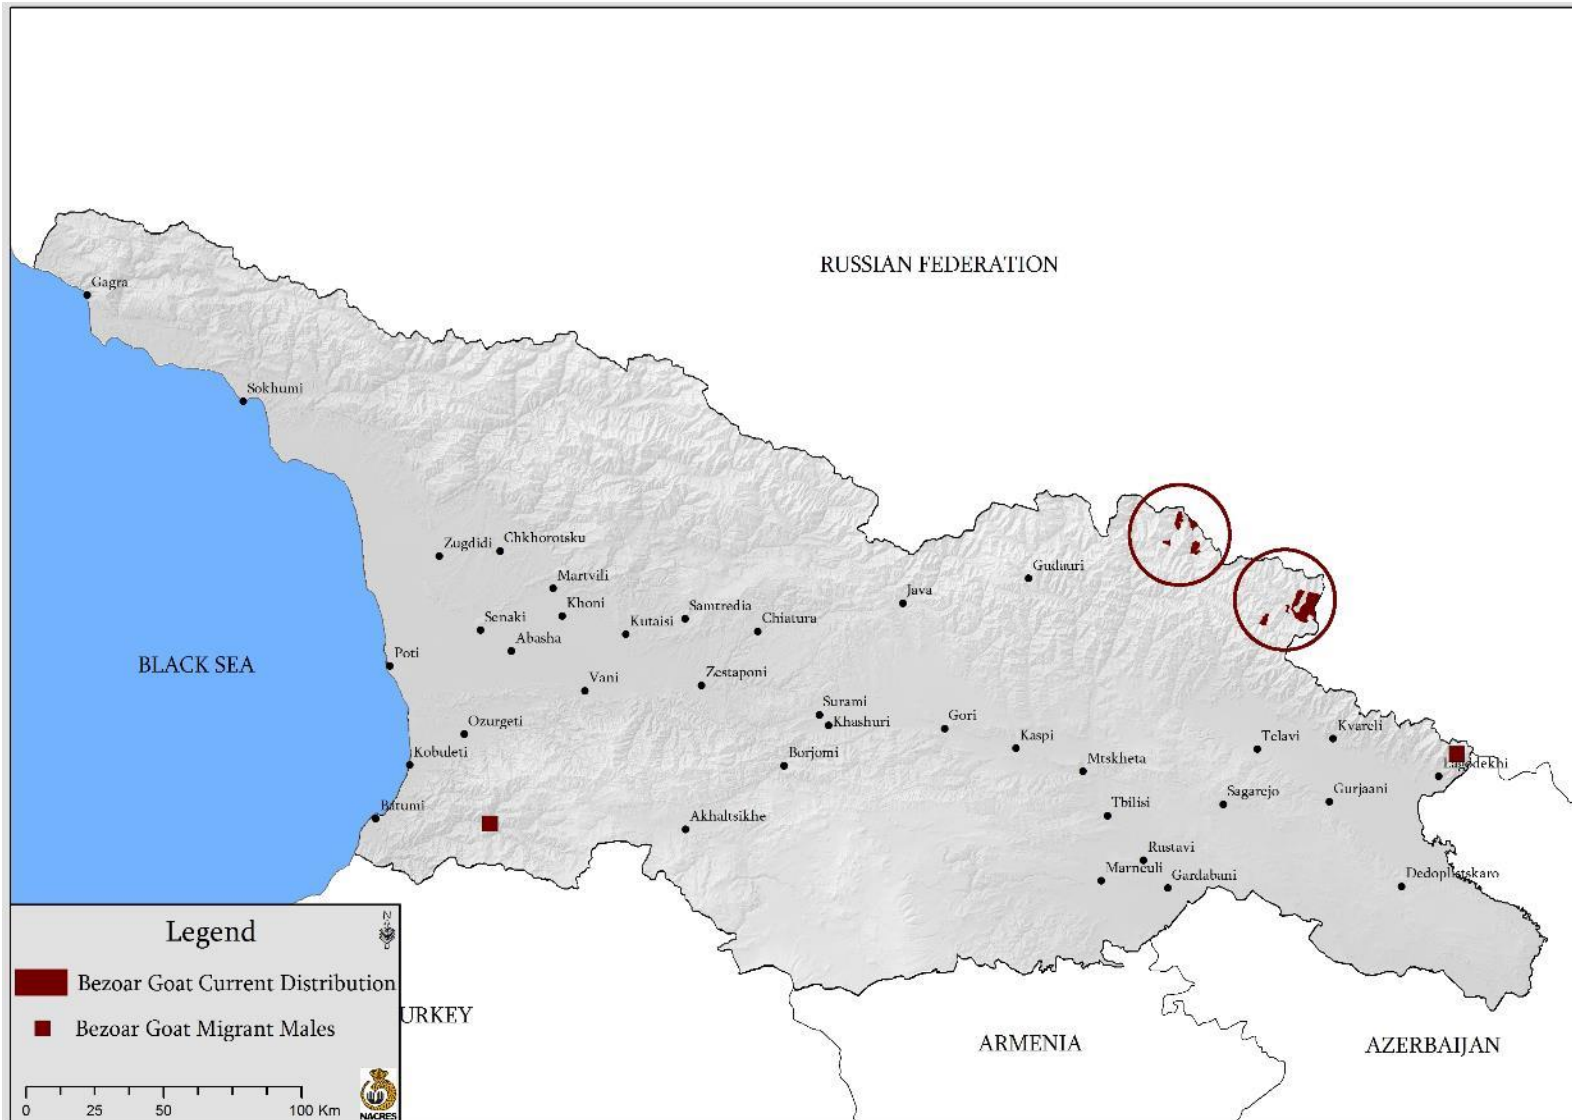 RUSSIAN FEDERATION
Gagra
Sokhumi
Zugdidi
Chkhorotsku
Martvili
Gudauri
Java
Senaki
Khoni
Samtredia
Kutaisi
Chiatura
Abasha
BLACK SEA
Poti
Vani
Zestaponi
Ozurgeti
Surami
Khashuri
Gori
Kaspi
Telavi
Kvareli
Kobuleti
Borjomi
Mtskheta
Lagodekhi
Batumi
Akhaltsikhe
Tbilisi
Sagarejo
Gurjaani
Rustavi
Marneuli
Gardabani
Dedoplistskaro
Legend
N
Bezoar Goat Current Distribution
Bezoar Goat Migrant Males
URKEY
ARMENIA
AZERBAIJAN
0 25 50 100 Km
NACRES